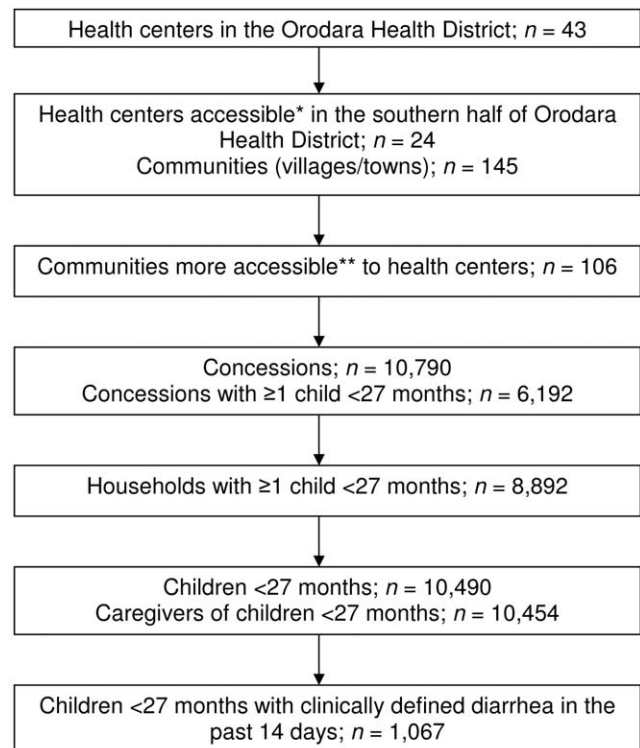 Health centers in the Orodara Health District; n = 43
Health centers accessible* in the southern half of Orodara
Health District; n = 24
Communities (villages/towns); n = 145
Communities more accessible** to health centers; n = 106
Concessions; n = 10,790
Concessions with ≥1 child <27 months; n = 6,192
Households with ≥1 child <27 months; n = 8,892
Children <27 months; n = 10,490
Caregivers of children <27 months; n = 10,454
Children <27 months with clinically defined diarrhea in the
past 14 days; n = 1,067